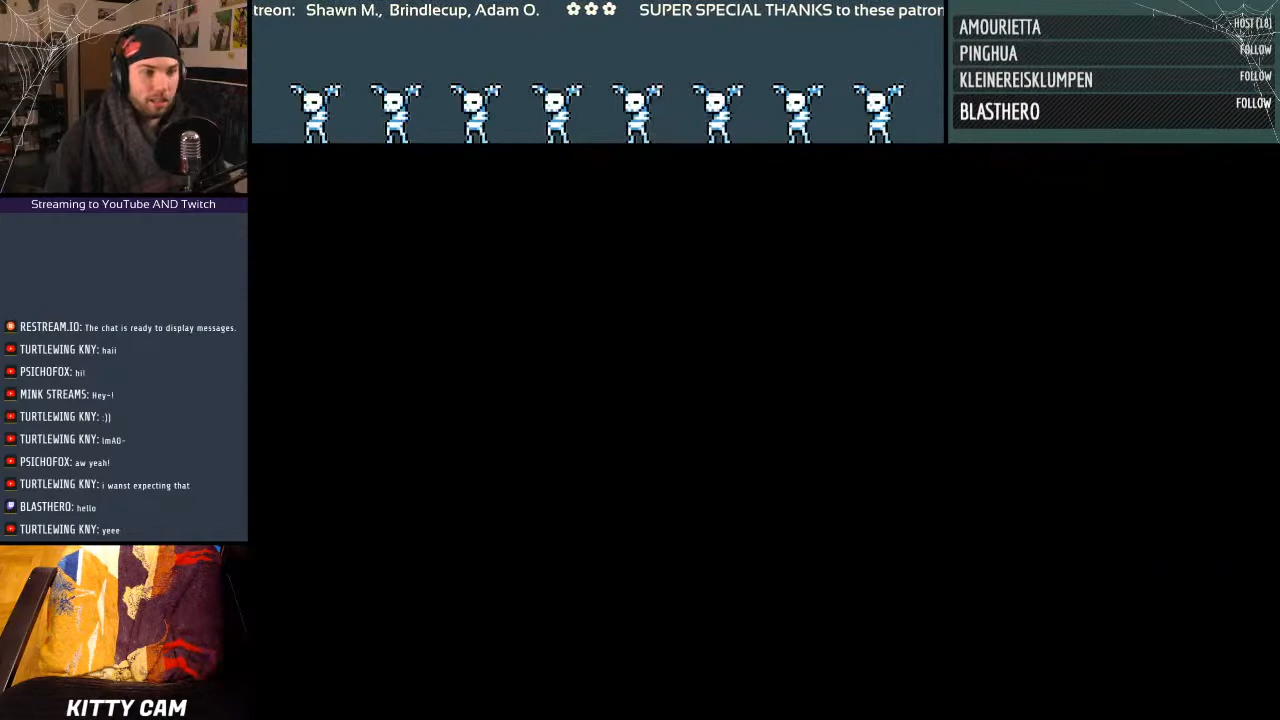 treon: Shawn M., Brindlecup, Adam O. ✿ ✿ ✿ SUPER SPECIAL THANKS to these patron
AMOURIETTA HOST (18)
PINGHUA FOLLOW
KLEINEREISKLUMPEN FOLLOW
BLASTHERO FOLLOW
Streaming to YouTube AND Twitch
RESTREAM.IO: The chat is ready to display messages.
TURTLEWING KNY: haii
PSICHOFOX: hi!
MINK STREAMS: Hey~!
TURTLEWING KNY: :))
TURTLEWING KNY: lmAO-
PSICHOFOX: aw yeah!
TURTLEWING KNY: i wanst expecting that
BLASTHERO: hello
TURTLEWING KNY: yeee
KITTY CAM